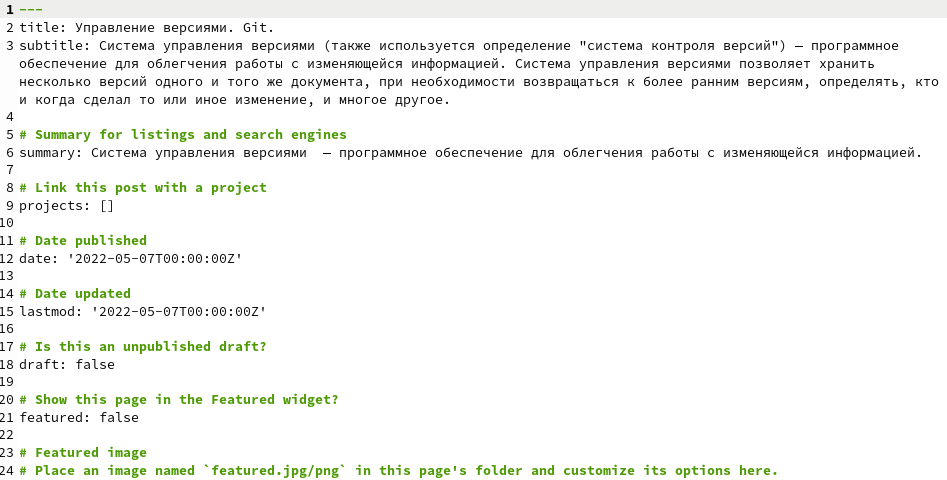 1 ---
2 title: Управление версиями. Git.
3 subtitle: Система управления версиями (также используется определение "система контроля версий") — программное
обеспечение для облегчения работы с изменяющейся информацией. Система управления версиями позволяет хранить
несколько версий одного и того же документа, при необходимости возвращаться к более ранним версиям, определять, кто
и когда сделал то или иное изменение, и многое другое.
4
5 # Summary for listings and search engines
6 summary: Система управления версиями  — программное обеспечение для облегчения работы с изменяющейся информацией.
7
8 # Link this post with a project
9 projects: []
10
11 # Date published
12 date: '2022-05-07T00:00:00Z'
13
14 # Date updated
15 lastmod: '2022-05-07T00:00:00Z'
16
17 # Is this an unpublished draft?
18 draft: false
19
20 # Show this page in the Featured widget?
21 featured: false
22
23 # Featured image
24 # Place an image named `featured.jpg/png` in this page's folder and customize its options here.